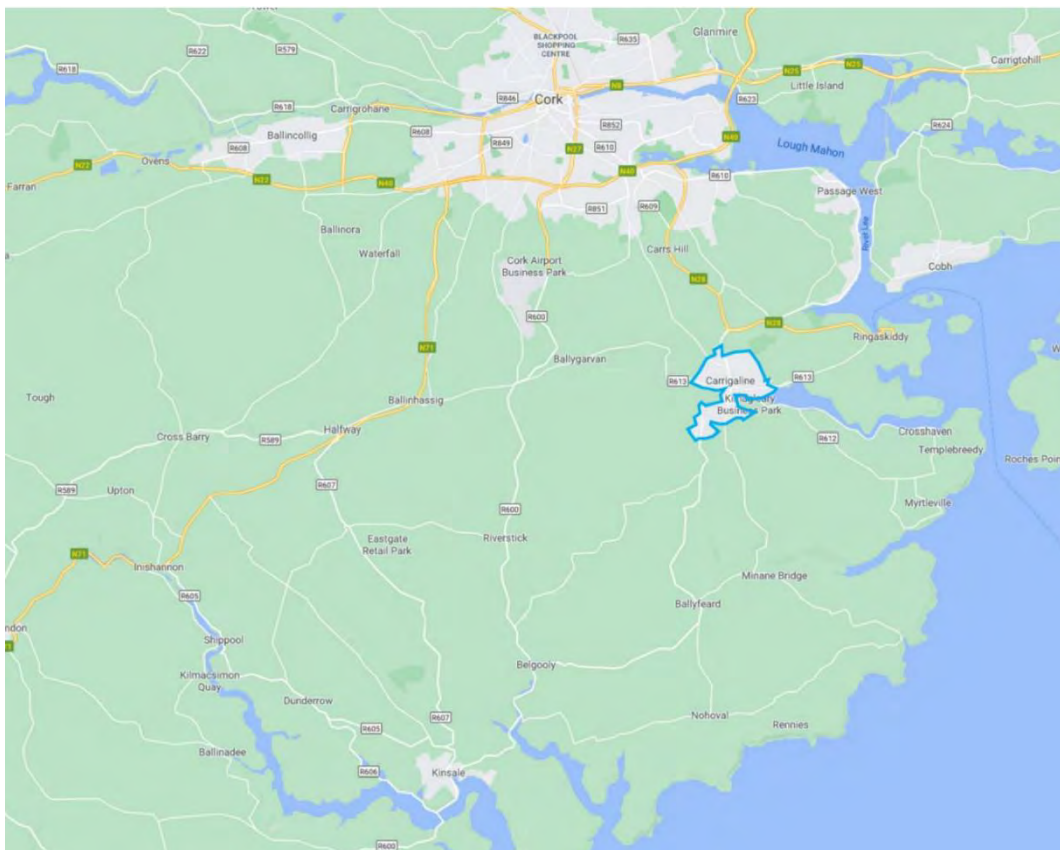 BLACKPOOL
SHOPPING
CENTRE
Glanmire
R635
R622
R579
R618
N25
N25
Carrigtohill
N8
Little Island
R623
R846
Cork
R618
Carrigrohane
R624
R608
Ballincollig
R852
R608
R849
R610
N27
N40
Lough Mahon
Ovens
N22
N40
R610
Farran
N22
N40
Passage West
R851
R609
Ballinora
River Lee
Waterfall
Carrs Hill
Cork Airport
Business Park
Cobh
N28
R600
N28
Ringaskiddy
N71
Ballygarvan
R613
Carrigaline
R613
Business Park
Tough
Ballinhassig
Halfway
Cross Barry
R589
R612
Crosshaven
Templebreedy
Roches Poin
R589
Upton
R607
Myrtleville
R600
Eastgate
Retail Park
Riverstick
N71
Inishannon
Minane Bridge
R605
Ballyfeard
ndon
Shippool
Belgooly
Kilmacsimon
Quay
Dunderrow
R607
Nohoval
Rennies
R605
Ballinadee
R606
Kinsale
R600